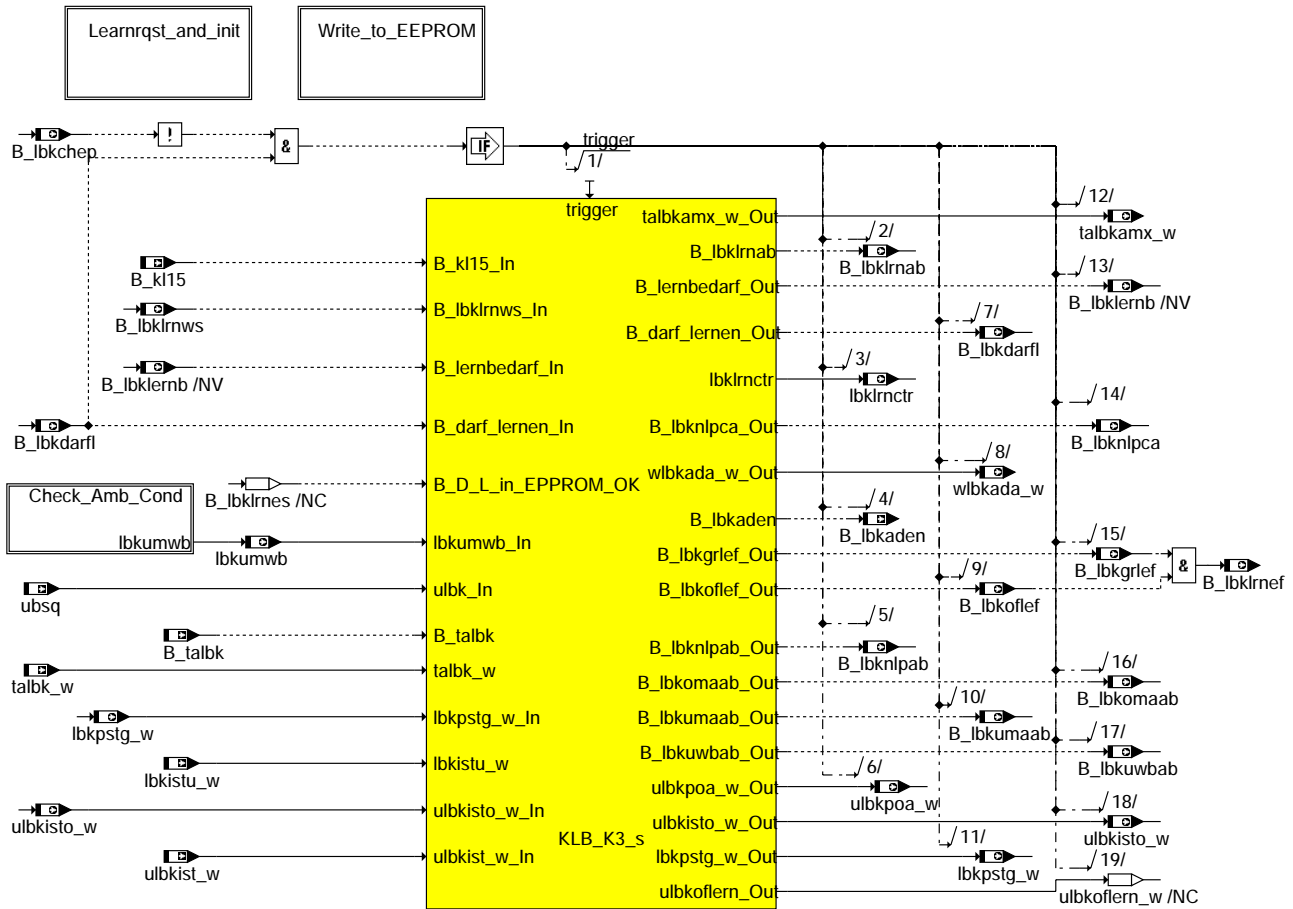 Learnrqst_and_init
Write_to_EEPROM
B_lbkchep
!
&
IF
trigger
1/
trigger
KLB_K3_s
B_kl15
B_kl15_In
B_lbklrnws
B_lbklrnws_In
B_lbklernb /NV
B_lernbedarf_In
B_lbkdarfl
B_darf_lernen_In
B_lbklrnes /NC
B_D_L_in_EPPROM_OK
Check_Amb_Cond
lbkumwb
lbkumwb
lbkumwb_In
ubsq
ulbk_In
B_talbk
B_talbk
talbk_w
talbk_w
lbkpstg_w
lbkpstg_w_In
lbkistu_w
lbkistu_w
ulbkisto_w
ulbkisto_w_In
ulbkist_w
ulbkist_w_In
talbkamx_w_Out
12/
talbkamx_w
B_lbklrnab
2/
B_lbklrnab
B_lernbedarf_Out
13/
B_lbklernb /NV
B_darf_lernen_Out
7/
B_lbkdarfl
lbklrnctr
3/
lbklrnctr
B_lbknlpca_Out
14/
B_lbknlpca
wlbkada_w_Out
8/
wlbkada_w
B_lbkaden
4/
B_lbkaden
B_lbkgrlef_Out
15/
B_lbkgrlef
&
B_lbklrnef
B_lbkoflef_Out
9/
B_lbkoflef
B_lbknlpab_Out
5/
B_lbknlpab
B_lbkomaab_Out
16/
B_lbkomaab
B_lbkumaab_Out
10/
B_lbkumaab
B_lbkuwbab_Out
17/
B_lbkuwbab
ulbkpoa_w_Out
6/
ulbkpoa_w
ulbkisto_w_Out
18/
ulbkisto_w
lbkpstg_w_Out
11/
lbkpstg_w
ulbkoflern_Out
19/
ulbkoflern_w /NC